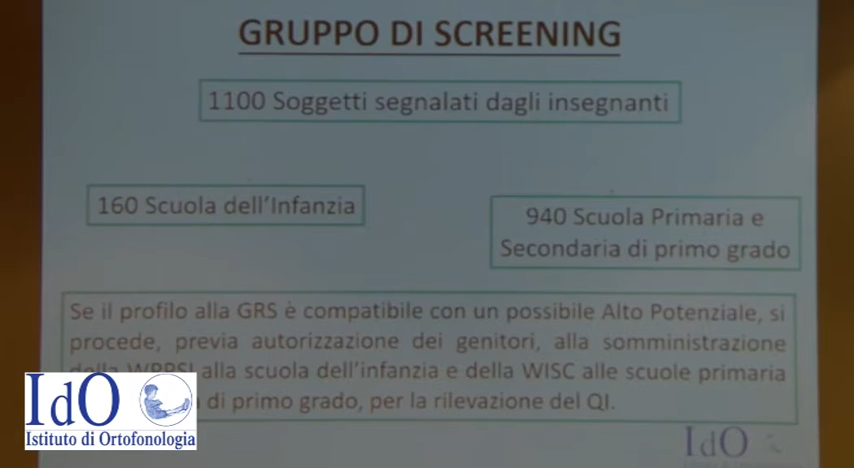 GRUPPO DI SCREENING
1100 Soggetti segnalati dagli insegnanti
160 Scuola dell'Infanzia
940 Scuola Primaria e
Secondaria di primo grado
Se il profilo alla GRS è compatibile con un possibile Alto Potenziale, si
procede, previa autorizzazione dei genitori, alla somministrazione
della WPPSI alla scuola dell'infanzia e della WISC alle scuole primaria
di primo grado, per la rilevazione del QI.
IdO
Istituto di Ortofonologia
IdO